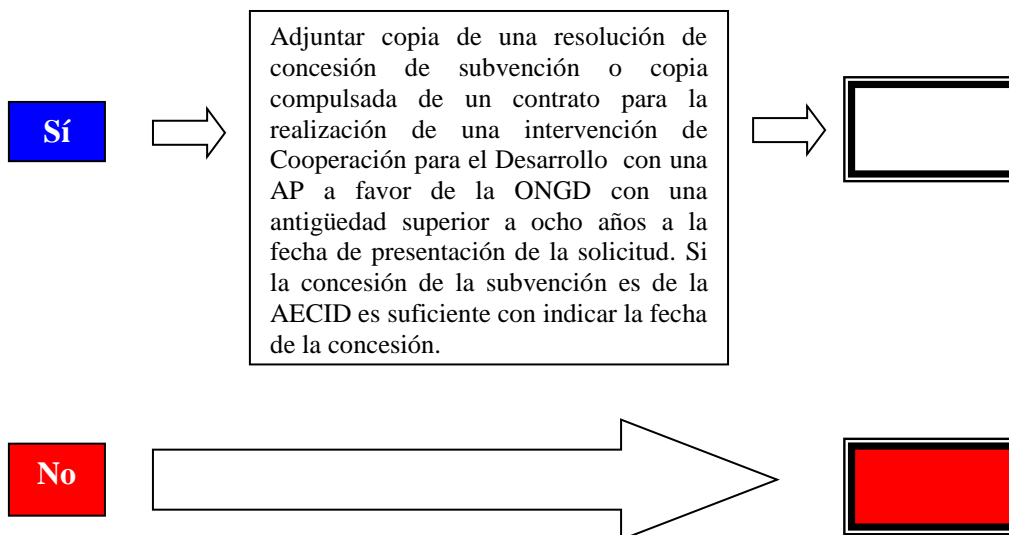 Adjuntar copia de una resolución de
concesión de subvención o copia
compulsada de un contrato para la
realización de una intervención de
Cooperación para el Desarrollo con una
AP a favor de la ONGD con una
antigüedad superior a ocho años a la
fecha de presentación de la solicitud. Si
la concesión de la subvención es de la
AECID es suficiente con indicar la fecha
de la concesión.
Sí
No